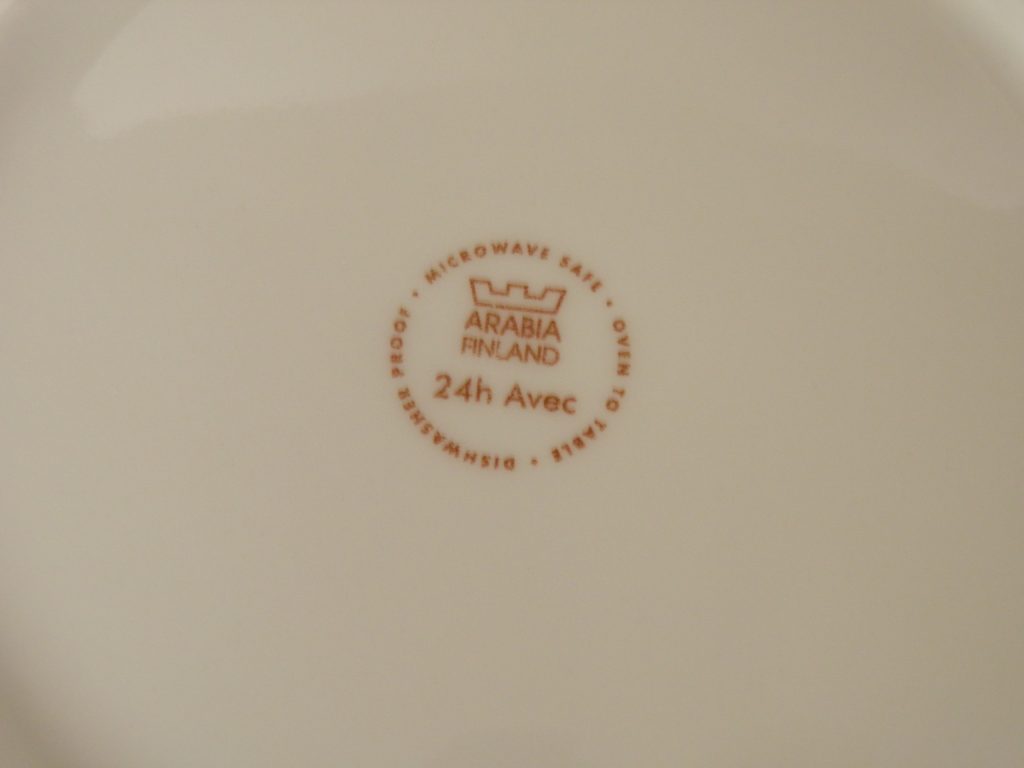 MICROWAVE SAFE • OVEN TO TABLE • DISHWASHER PROOF •
ARABIA
FINLAND
24h Avec